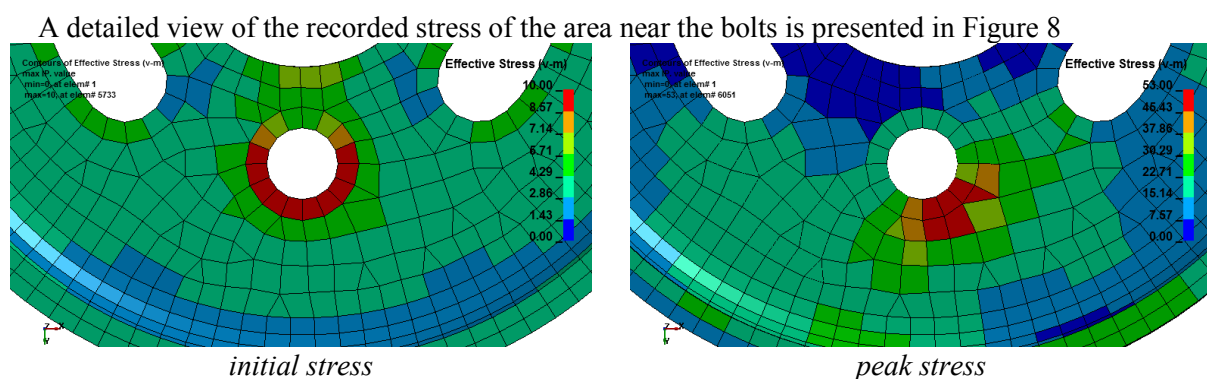 A detailed view of the recorded stress of the area near the bolts is presented in Figure 8
Contours of Effective Stress (v-m)
max IP. value
min=0, at elem# 1
max=10, at elem# 5733
Effective Stress (v-m)
10.00
8.57
7.14
5.71
4.29
2.86
1.43
0.00
Z X
Y
initial stress
Contours of Effective Stress (v-m)
max IP. value
min=0, at elem# 1
max=53, at elem# 6051
Effective Stress (v-m)
53.00
46.43
37.86
30.29
22.71
15.14
7.57
0.00
Z X
Y
peak stress